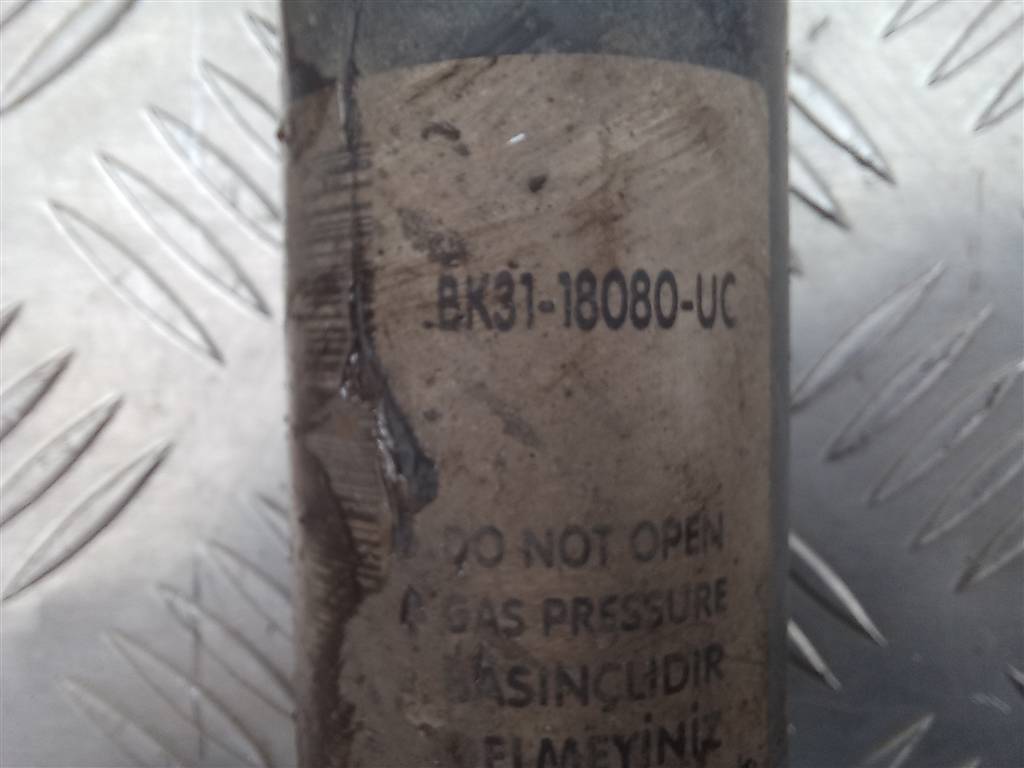 BK31-18080-UC
DO NOT OPEN
GAS PRESSURE
BASINÇLIDIR